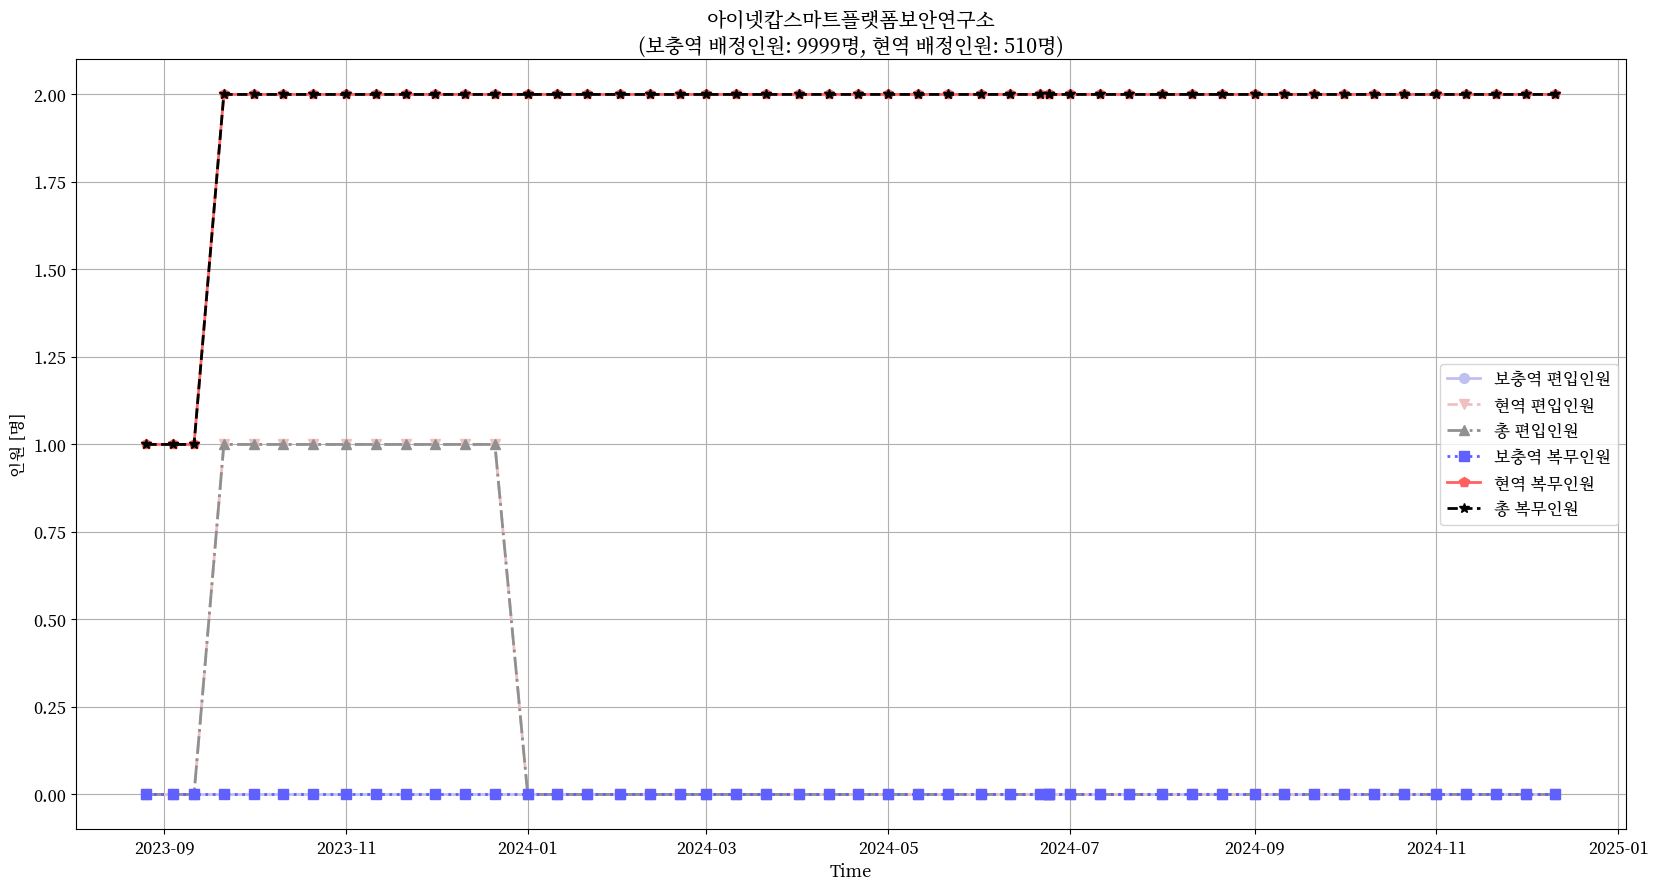 아이넷캅스마트플랫폼보안연구소
(보충역 배정인원: 9999명, 현역 배정인원: 510명)
인원 [명]
2.00
1.75
1.50
1.25
1.00
0.75
0.50
0.25
0.00
보충역 편입인원
현역 편입인원
총 편입인원
보충역 복무인원
현역 복무인원
총 복무인원
2023-09 2023-11 2024-01 2024-03 2024-05 2024-07 2024-09 2024-11 2025-01
Time